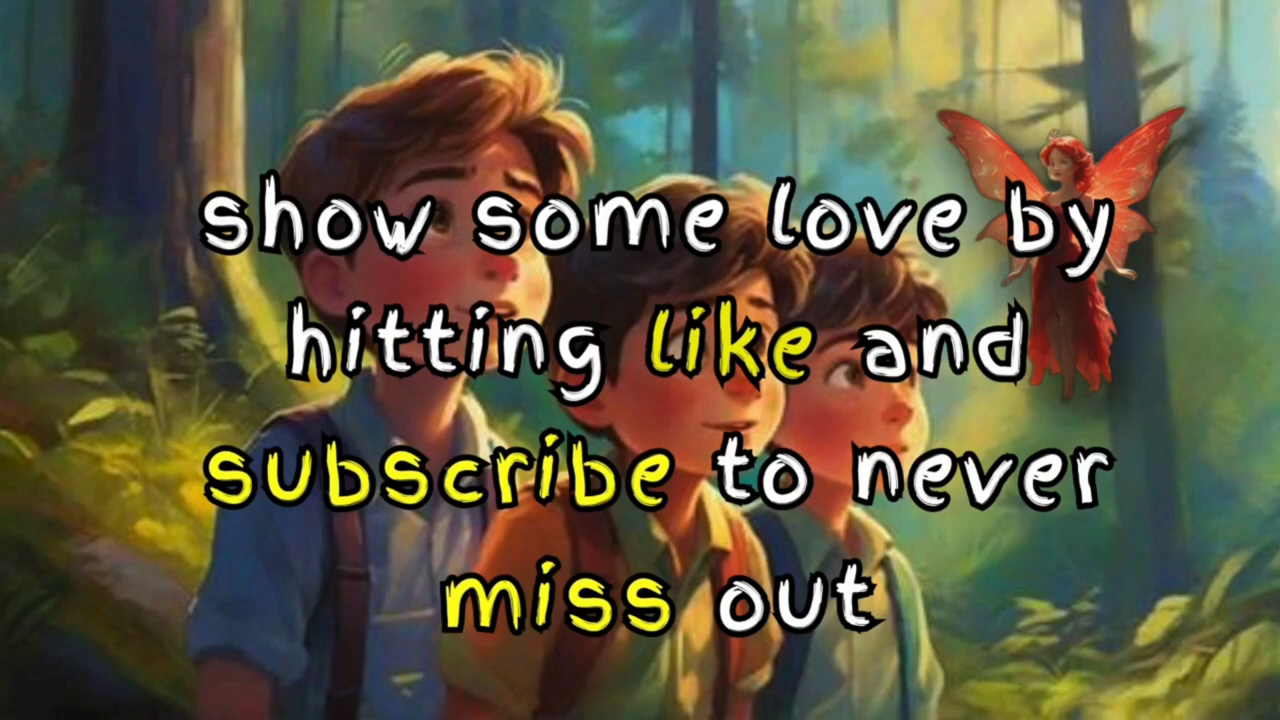 show some love by
hitting like and
subscribe to never
miss out